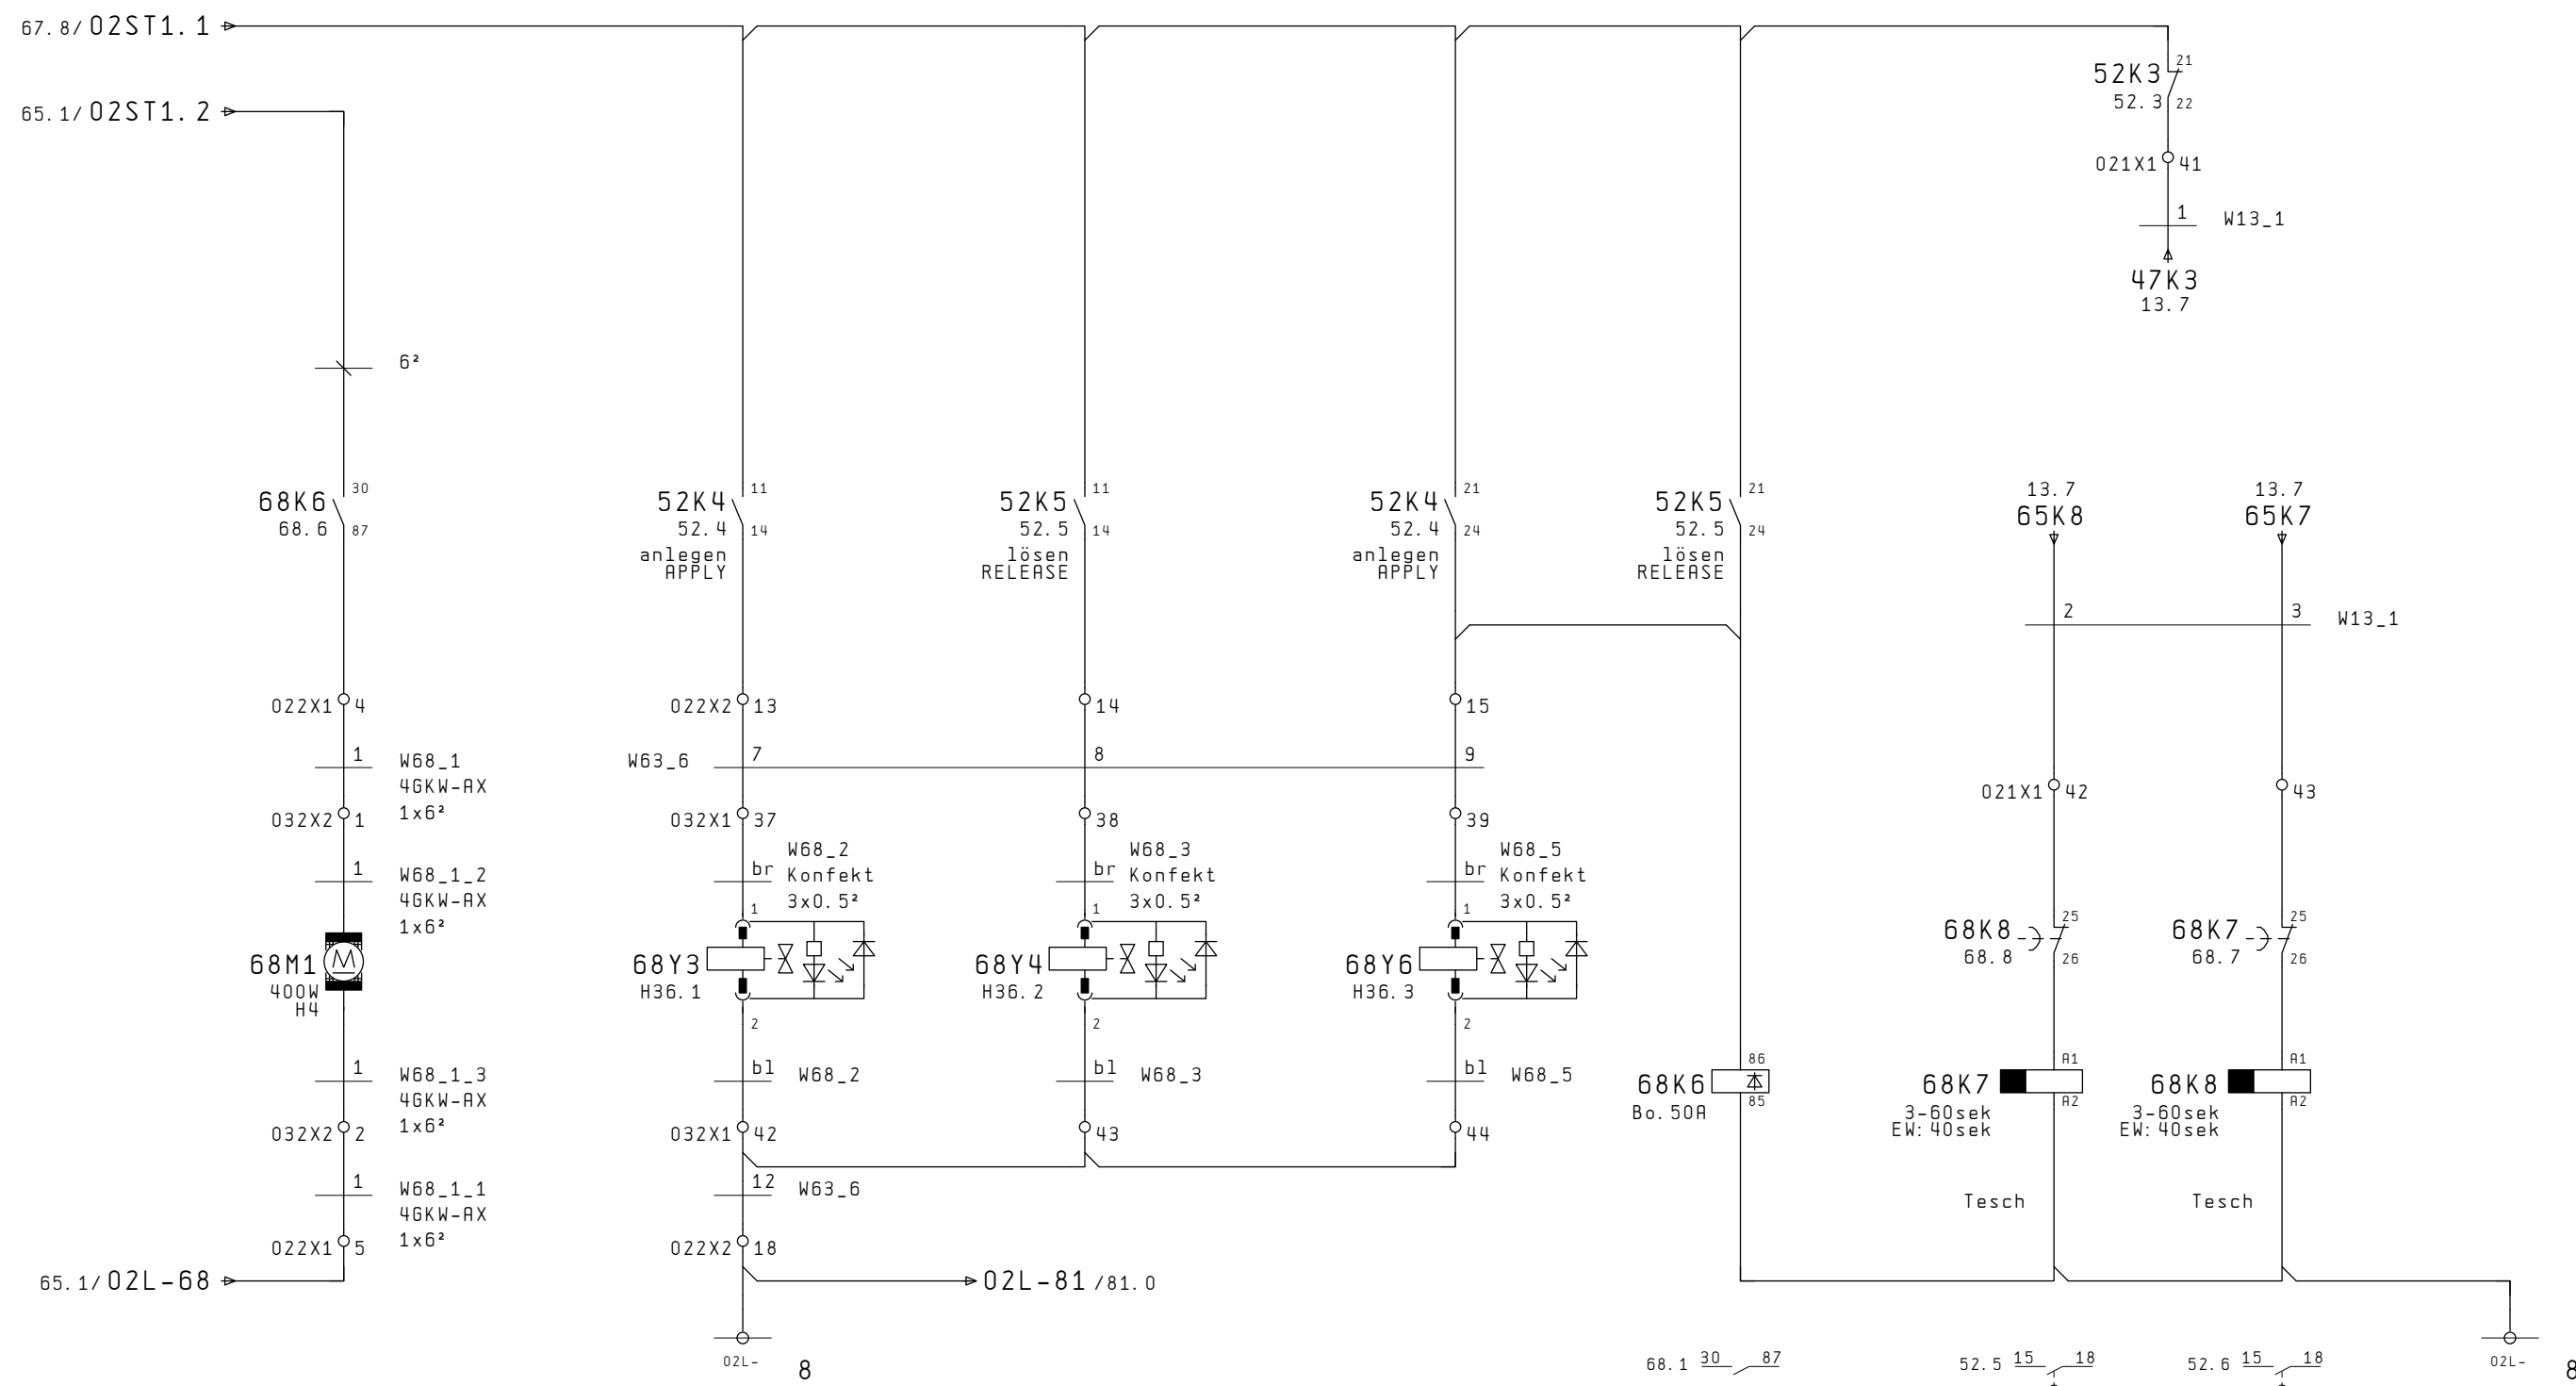 67.8/02ST1.1
65.1/02ST1.2
52K3 21
52.3 22
021X1 41
1 W13_1
47K3
13.7
6²
68K6 30
68.6 87
52K4 11
52.4 14
anlegen
APPLY
52K5 11
52.5 14
lösen
RELEASE
52K4 21
52.4 24
anlegen
APPLY
52K5 21
52.5 24
lösen
RELEASE
13.7
65K8
13.7
65K7
2 3 W13_1
022X1 4
022X2 13 14 15
1 W68_1
4GKW-AX
1x6²
W63_6 7 8 9
021X1 42 43
032X2 1
032X1 37 38 39
1 W68_1_2
4GKW-AX
1x6²
br W68_2
Konfekt
3x0.5²
br W68_3
Konfekt
3x0.5²
br W68_5
Konfekt
3x0.5²
68M1
400W
H4
1
68Y3
H36.1
2
1
68Y4
H36.2
2
1
68Y6
H36.3
2
68K8 25
68.8 26
68K7 25
68.7 26
1 W68_1_3
4GKW-AX
1x6²
bl W68_2
bl W68_3
bl W68_5
86
68K6
Bo.50A 85
A1
68K7
A2
3-60sek
EW:40sek
A1
68K8
A2
3-60sek
EW:40sek
032X2 2
032X1 42 43 44
1 W68_1_1
4GKW-AX
1x6²
12 W63_6
Tesch
Tesch
022X1 5
022X2 18
65.1/02L-68
02L-81/81.0
02L- 8
68.1 30 87
52.5 15 18
52.6 15 18
02L- 8